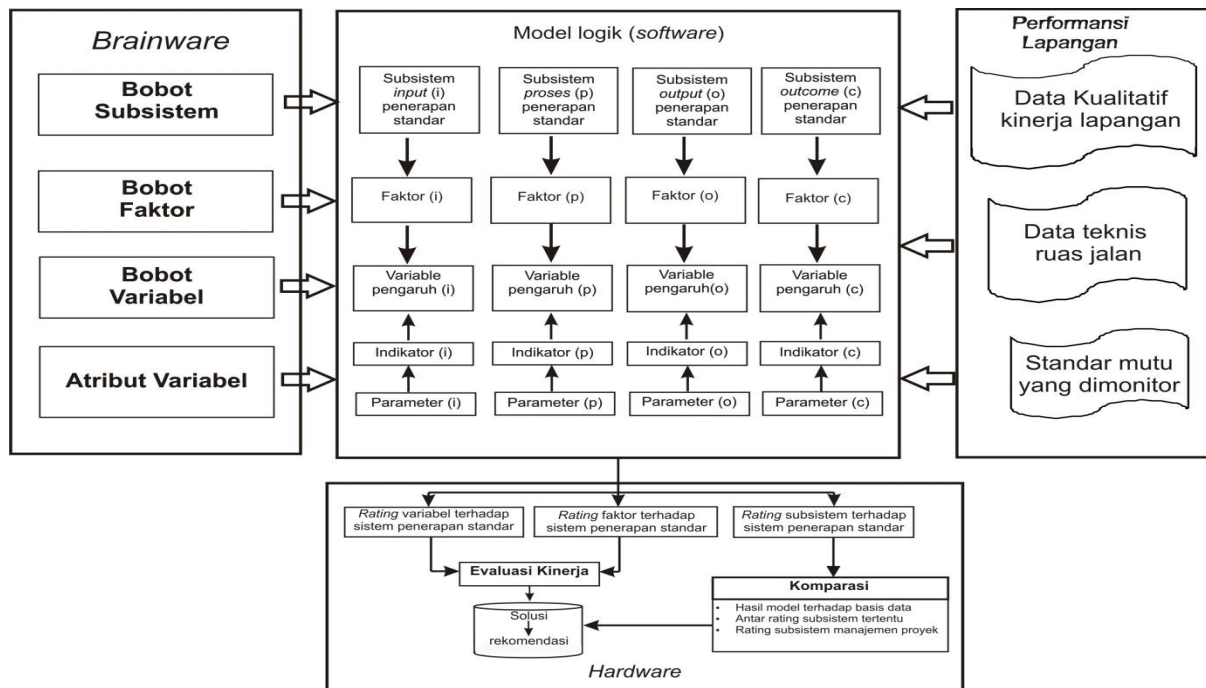 Brainware
Bobot
Subsistem
Bobot
Faktor
Bobot
Variabel
Atribut Variabel
Model logik (software)
Subsistem
input (i)
penerapan
standar
Subsistem
proses (p)
penerapan
standar
Subsistem
output (o)
penerapan
standar
Subsistem
outcome (c)
penerapan
standar
Faktor (i)
Faktor (p)
Faktor (o)
Faktor (c)
Variable
pengaruh (i)
Variable
pengaruh (p)
Variable
pengaruh(o)
Variable
pengaruh (c)
Indikator (i)
Indikator (p)
Indikator (o)
Indikator (c)
Parameter (i)
Parameter (p)
Parameter (o)
Parameter (c)
Performansi
Lapangan
Data Kualitatif
kinerja lapangan
Data teknis
ruas jalan
Standar mutu
yang dimonitor
Rating variabel terhadap
sistem penerapan standar
Rating faktor terhadap
sistem penerapan standar
Rating subsistem terhadap
sistem penerapan standar
Evaluasi Kinerja
Solusi
rekomendasi
Komparasi
• Hasil model terhadap basis data
• Antar rating subsistem tertentu
• Rating subsistem manajemen proyek
Hardware